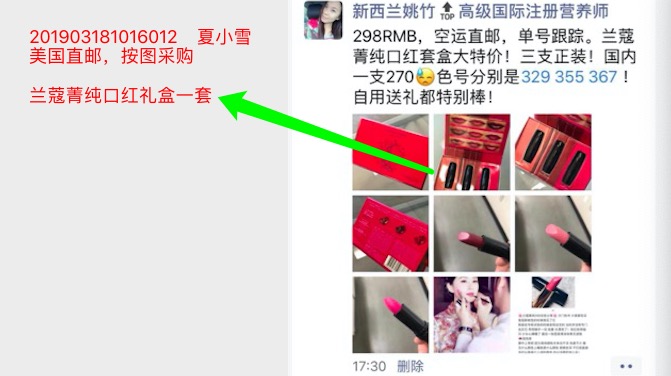 201903181016012 夏小雪
美国直邮，按图采购
兰蔻菁纯口红礼盒一套
新西兰姚竹TOP高级国际注册营养师
298RMB，空运直邮，单号跟踪。兰蔻
菁纯口红套盒大特价！三支正装！国内
一支270😓色号分别是329 355 367！
自用送礼都特别棒！
17:30 删除